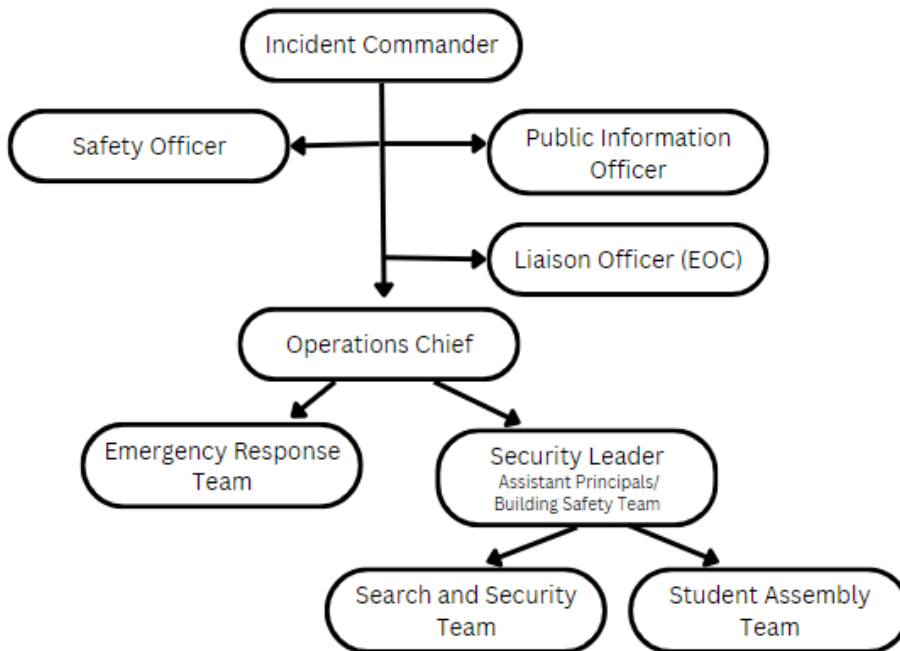 Incident Commander
Safety Officer
Public Information
Officer
Liaison Officer (EOC)
Operations Chief
Emergency Response
Team
Security Leader
Assistant Principals/
Building Safety Team
Search and Security
Team
Student Assembly
Team